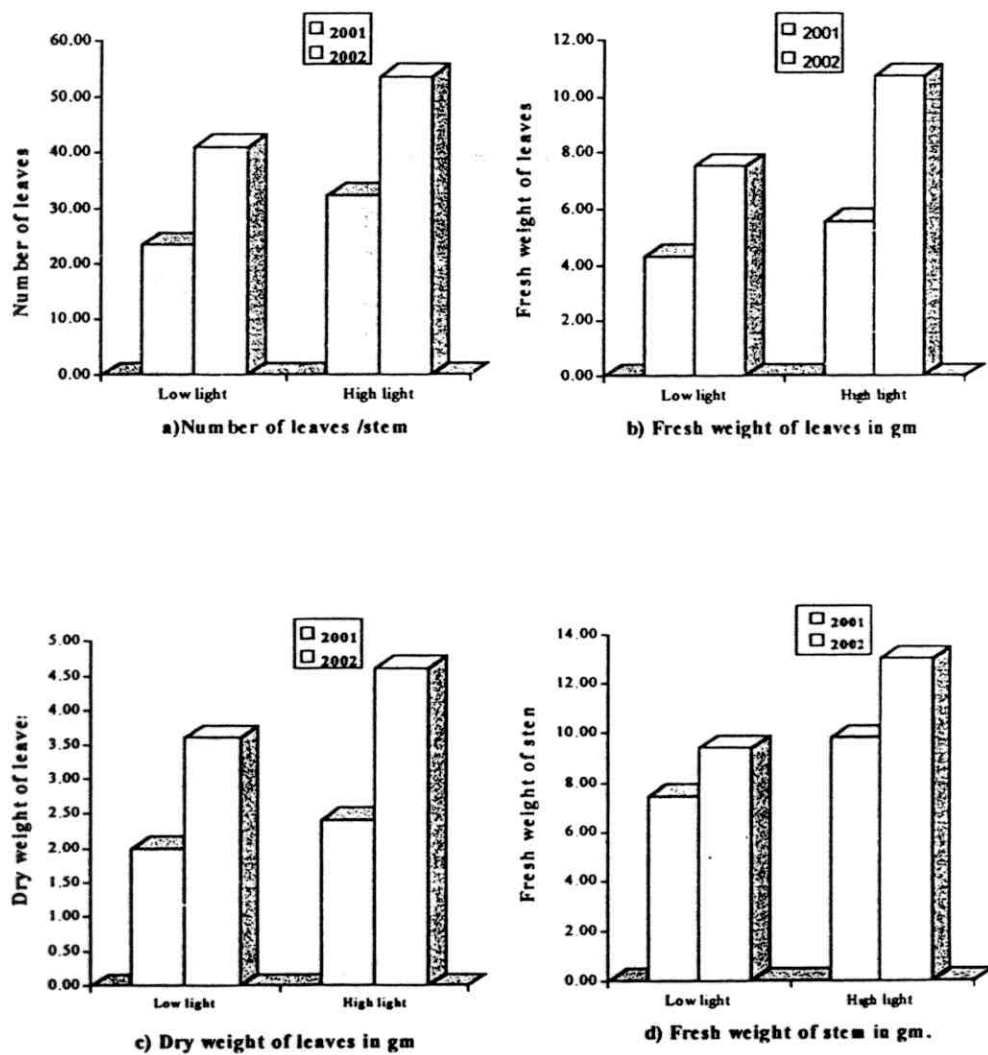 2001
2002
60.00
50.00
40.00
30.00
20.00
10.00
0.00
Number of leaves
Low light
High light
a)Number of leaves /stem
2001
2002
12.00
10.00
8.00
6.00
4.00
2.00
0.00
Fresh weight of leaves
Low light
High light
b) Fresh weight of leaves in gm
2001
2002
5.00
4.50
4.00
3.50
3.00
2.50
2.00
1.50
1.00
0.50
0.00
Dry weight of leave:
Low light
High light
c) Dry weight of leaves in gm
2001
2002
14.00
12.00
10.00
8.00
6.00
4.00
2.00
0.00
Fresh weight of sten
Low light
High light
d) Fresh weight of stem in gm.